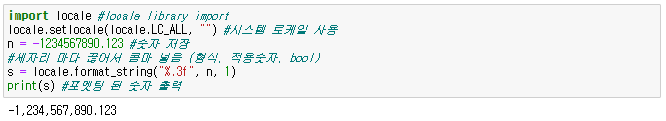 import locale #locale library import
locale.setlocale(locale.LC_ALL, "") #시스템 로케일 사용
n = -1234567890.123 #숫자 저장
#세자리 마다 끊어서 콤마 넣음 (형식, 적용숫자, bool)
s = locale.format_string("%.3f", n, 1)
print(s) #포멧팅 된 숫자 출력
-1,234,567,890.123